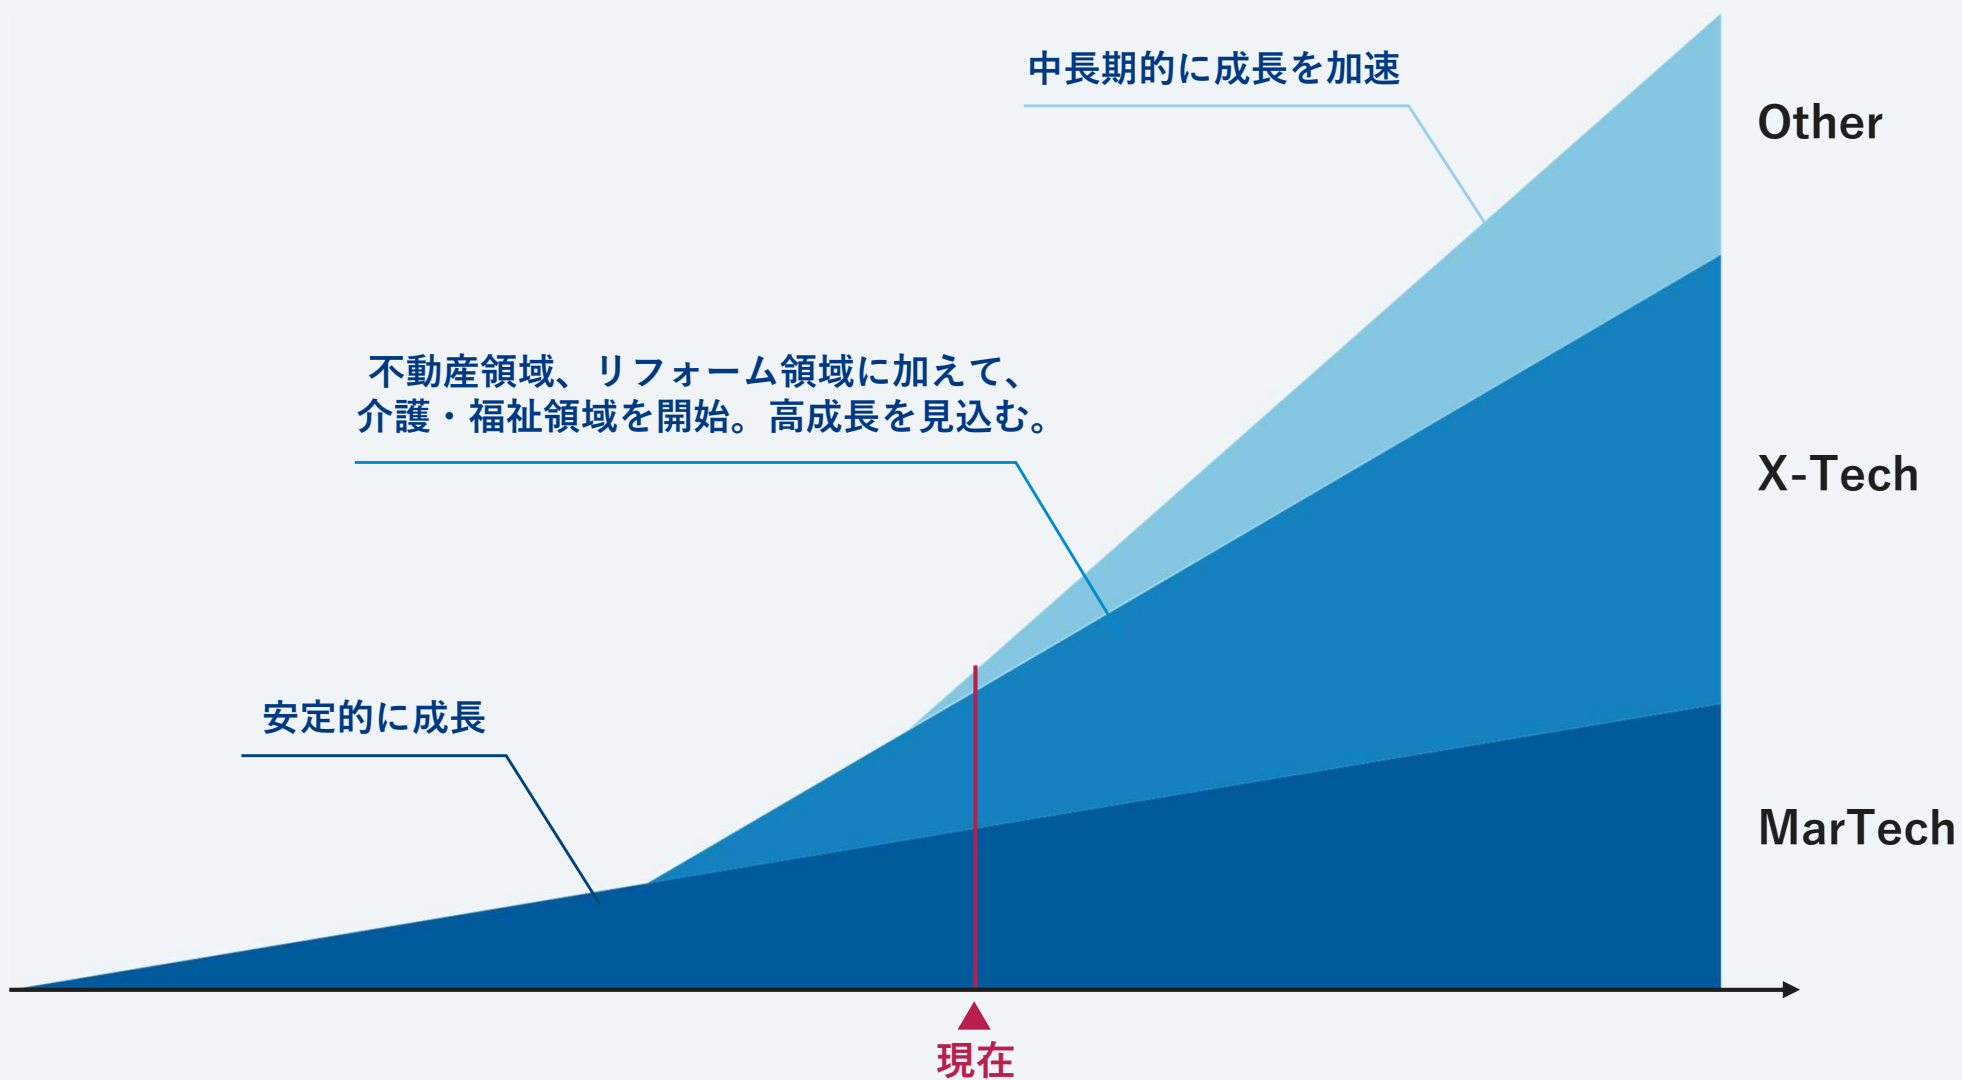 中長期的に成長を加速
Other
不動産領域、リフォーム領域に加えて、
介護・福祉領域を開始。高成長を見込む。
X-Tech
安定的に成長
MarTech
現在